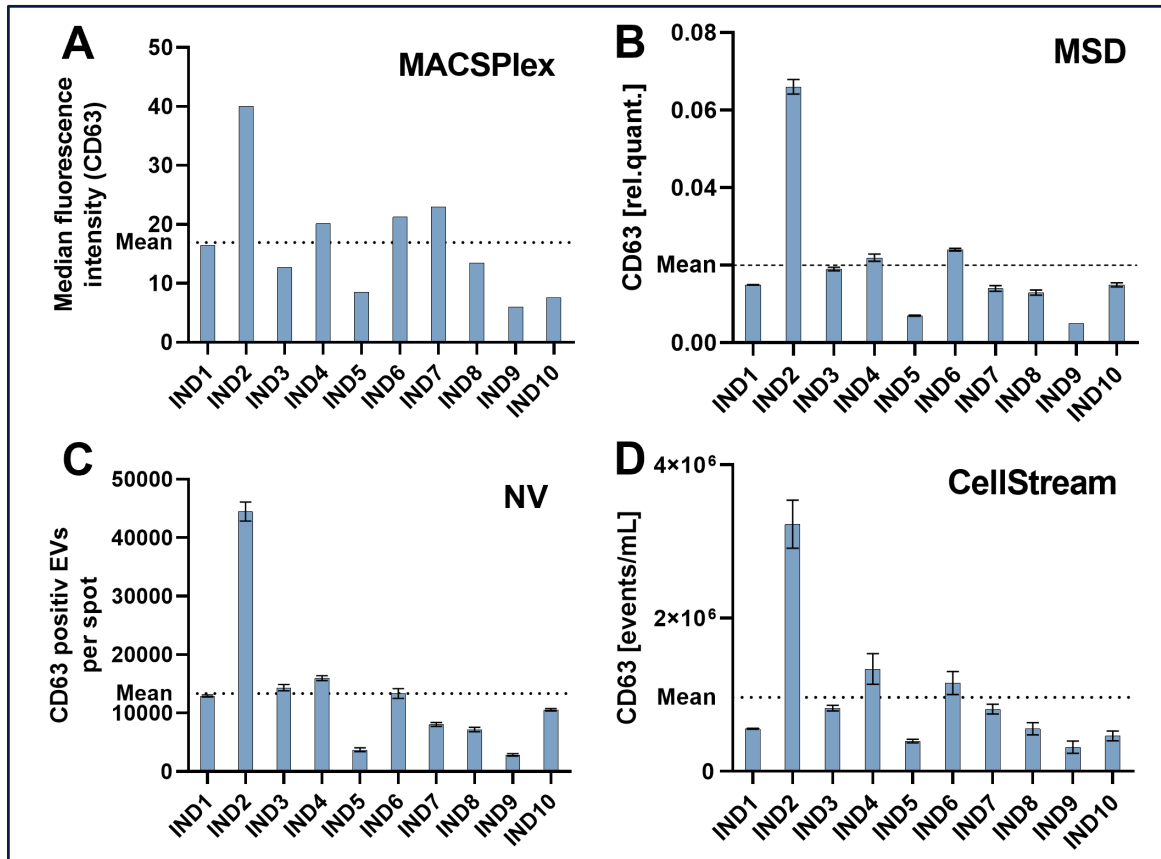 A
MACSPlex
Median fluorescence
intensity (CD63)
50
40
30
20
Mean
10
0
IND1 IND2 IND3 IND4 IND5 IND6 IND7 IND8 IND9 IND10
B
MSD
CD63 [rel.quant.]
0.08
0.06
0.04
Mean
0.02
0.00
IND1 IND2 IND3 IND4 IND5 IND6 IND7 IND8 IND9 IND10
C
NV
CD63 positiv EVs
per spot
50000
40000
30000
20000
Mean
10000
0
IND1 IND2 IND3 IND4 IND5 IND6 IND7 IND8 IND9 IND10
D
CellStream
CD63 [events/mL]
4×10⁶
2×10⁶
Mean
0
IND1 IND2 IND3 IND4 IND5 IND6 IND7 IND8 IND9 IND10